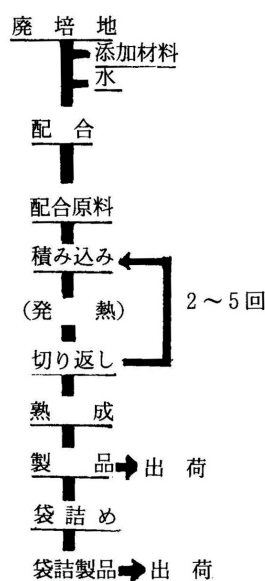 廃培地
添加材料
水
配合
配合原料
積み込み
(発熱)
2～5回
切り返し
熟成
製品 出荷
袋詰め
袋詰製品 出荷